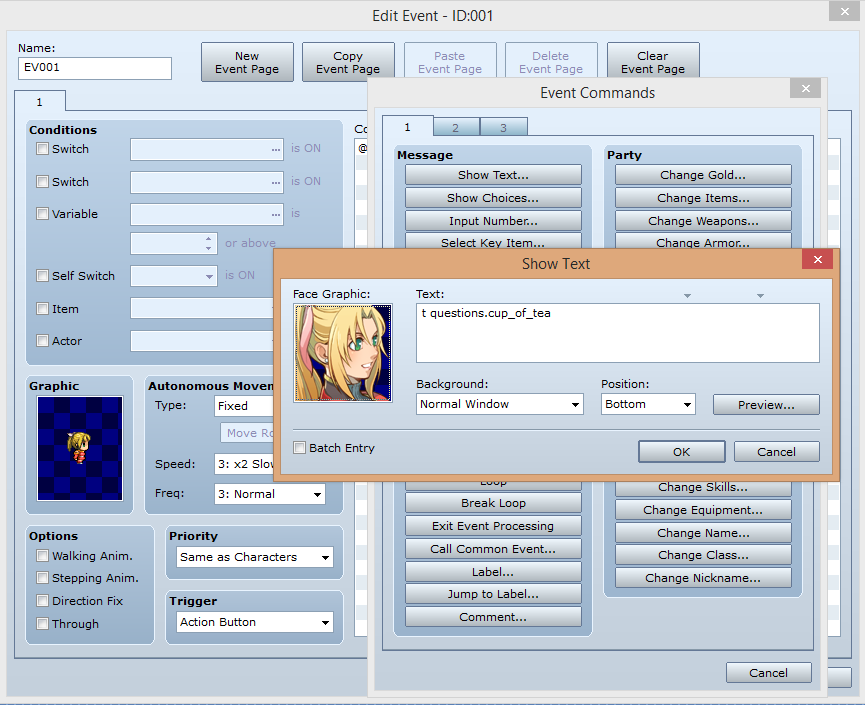 Edit Event - ID:001
Name:
EV001
New
Event Page
Copy
Event Page
Paste
Event Page
Delete
Event Page
Clear
Event Page
1
Conditions
Switch
... is ON
Switch
... is ON
Variable
... is
or above
Self Switch
is ON
Item
Actor
Graphic
Autonomous Movem
Type:
Fixed
Move Ro
Speed:
3: x2 Slow
Freq:
3: Normal
Options
Walking Anim.
Stepping Anim.
Direction Fix
Through
Priority
Same as Characters
Trigger
Action Button
Co
@
Event Commands
1
2
3
Message
Show Text...
Show Choices...
Input Number...
Select Key Item...
Party
Change Gold...
Change Items...
Change Weapons...
Change Armor...
Show Text
Face Graphic:
Text:
t questions.cup_of_tea
Background:
Normal Window
Position:
Bottom
Preview...
Batch Entry
OK
Cancel
Loop
Break Loop
Exit Event Processing
Call Common Event...
Label...
Jump to Label...
Comment...
Change Skills...
Change Equipment...
Change Name...
Change Class...
Change Nickname...
Cancel